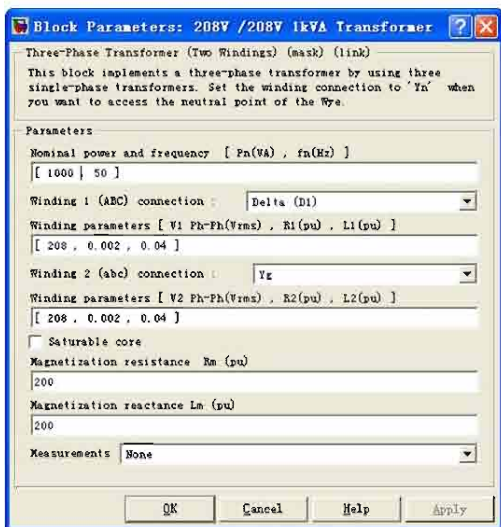 Block Parameters: 208V /208V 1kVA Transformer
Three-Phase Transformer (Two Windings) (mask) (link)
This block implements a three-phase transformer by using three
single-phase transformers. Set the winding connection to 'Yn' when
you want to access the neutral point of the Wye.
Parameters
Nominal power and frequency [ Pn(VA) , fn(Hz) ]
[ 1000 , 50 ]
Winding 1 (ABC) connection : Delta (D1)
Winding parameters [ V1 Ph-Ph(Vrms) , R1(pu) , L1(pu) ]
[ 208 , 0.002 , 0.04 ]
Winding 2 (abc) connection : Yg
Winding parameters [ V2 Ph-Ph(Vrms) , R2(pu) , L2(pu) ]
[ 208 , 0.002 , 0.04 ]
Saturable core
Magnetization resistance Rm (pu)
200
Magnetization reactance Lm (pu)
200
Measurements None
OK Cancel Help Apply